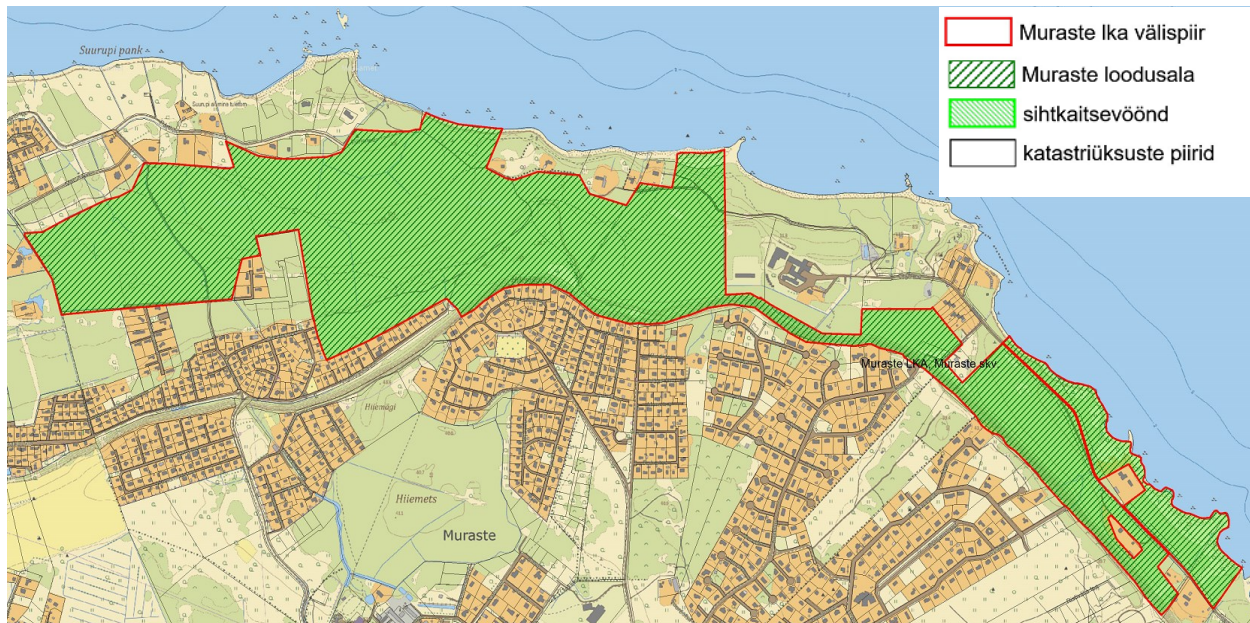 Suurupi pank
Muraste lka välispiir
Muraste loodusala
sihtkaitsevöönd
katastriüksuste piirid
Muraste LKA, Muraste skv
Hiiemägi
Hiiemets
Muraste